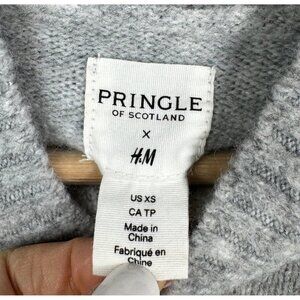 PRINGLE
OF SCOTLAND
X
H&M
US XS
CA TP
Made in
China
Fabriqué en
Chine